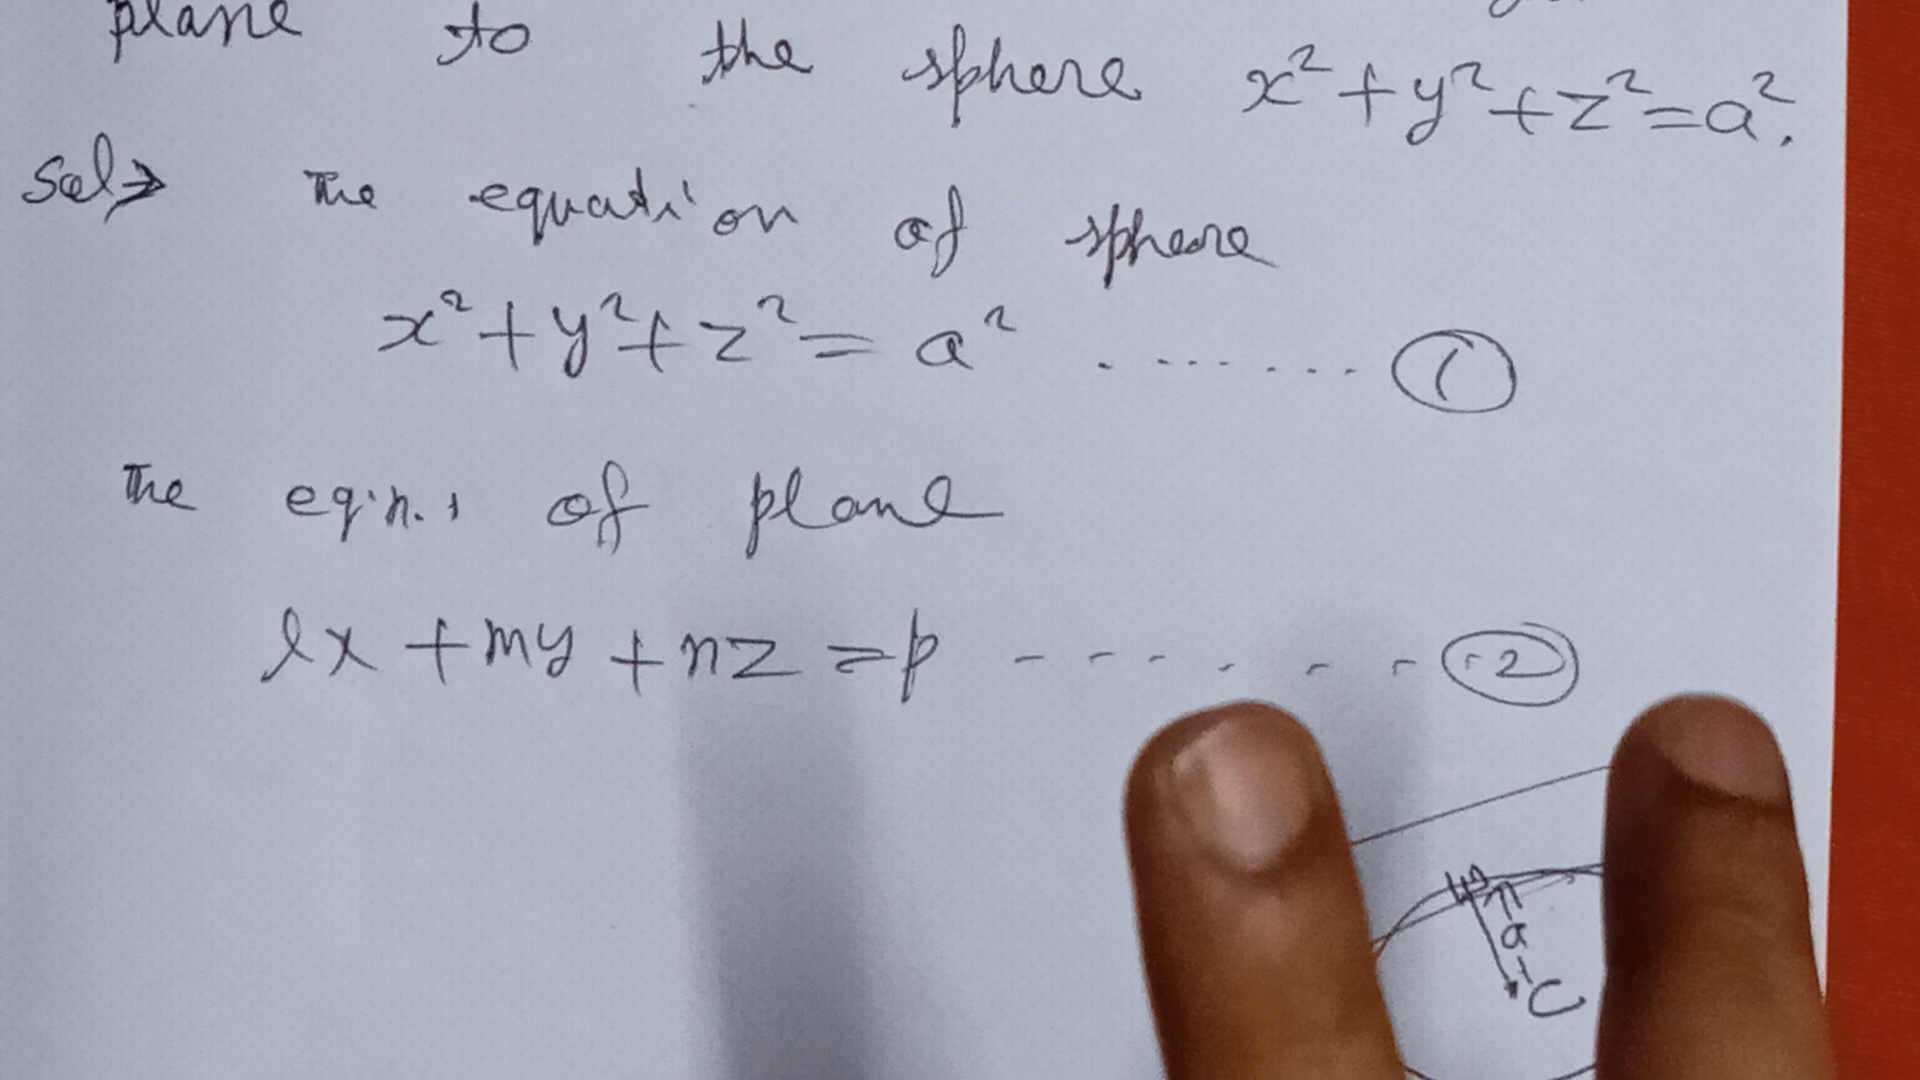 plane to the sphere x²+y²+z²=a².
Sol⇒ The equation of sphere
x²+y²+z²= a² ........ ①
The eqn. of plane
lx +my +nz =p - - - - - - - ②
a
C